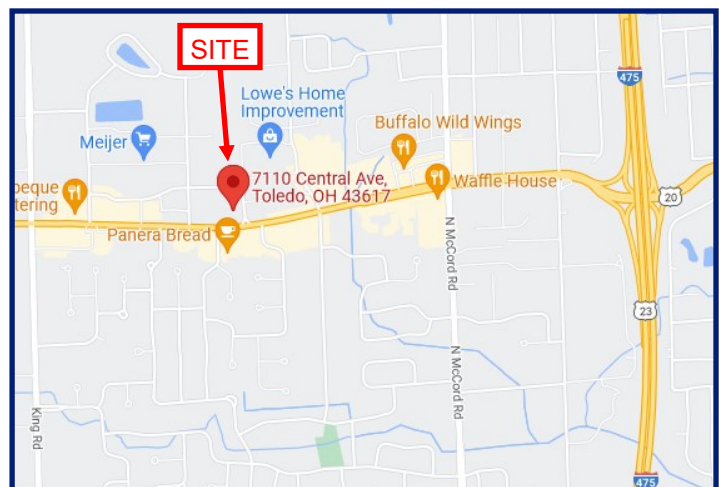 SITE
475
Lowe's Home
Improvement
Buffalo Wild Wings
Meijer
7110 Central Ave,
Toledo, OH 43617
Waffle House
beque
tering
20
Panera Bread
N McCord Rd
23
N McCord Rd
King Rd
475